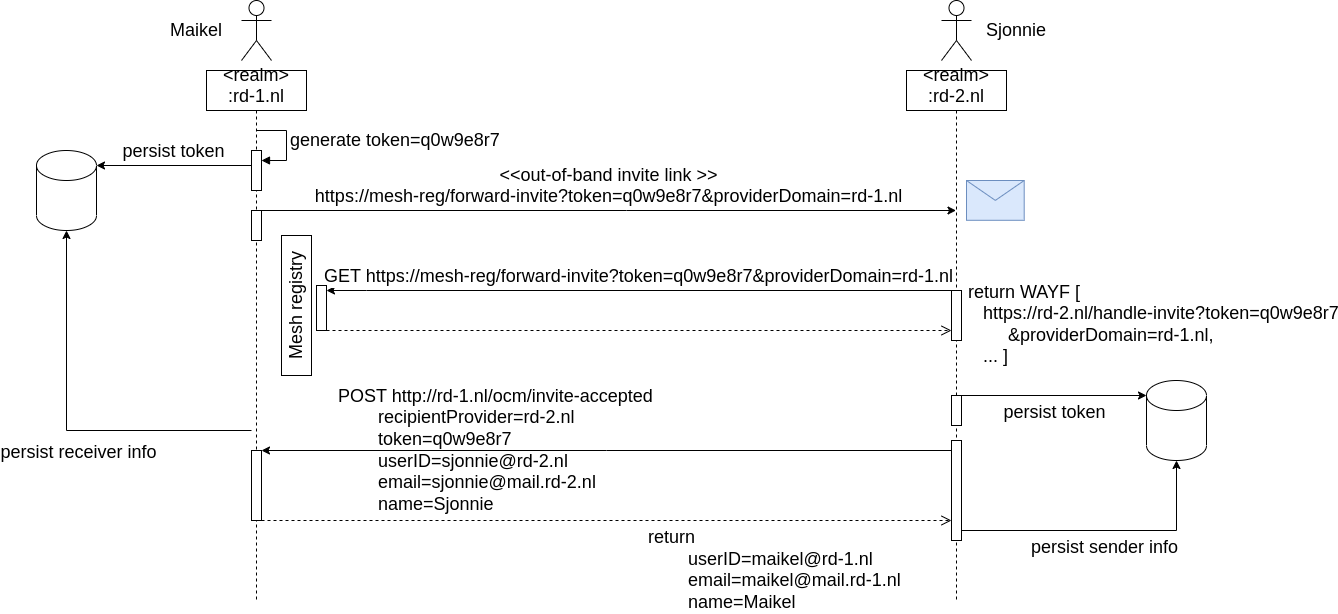 Maikel
Sjonnie
<realm>
:rd-1.nl
<realm>
:rd-2.nl
generate token=q0w9e8r7
persist token
<<out-of-band invite link >>
https://mesh-reg/forward-invite?token=q0w9e8r7&providerDomain=rd-1.nl
Mesh registry
GET https://mesh-reg/forward-invite?token=q0w9e8r7&providerDomain=rd-1.nl
return WAYF [
https://rd-2.nl/handle-invite?token=q0w9e8r7
&providerDomain=rd-1.nl,
... ]
POST http://rd-1.nl/ocm/invite-accepted
recipientProvider=rd-2.nl
token=q0w9e8r7
userID=sjonnie@rd-2.nl
email=sjonnie@mail.rd-2.nl
name=Sjonnie
persist token
persist receiver info
return
userID=maikel@rd-1.nl
email=maikel@mail.rd-1.nl
name=Maikel
persist sender info